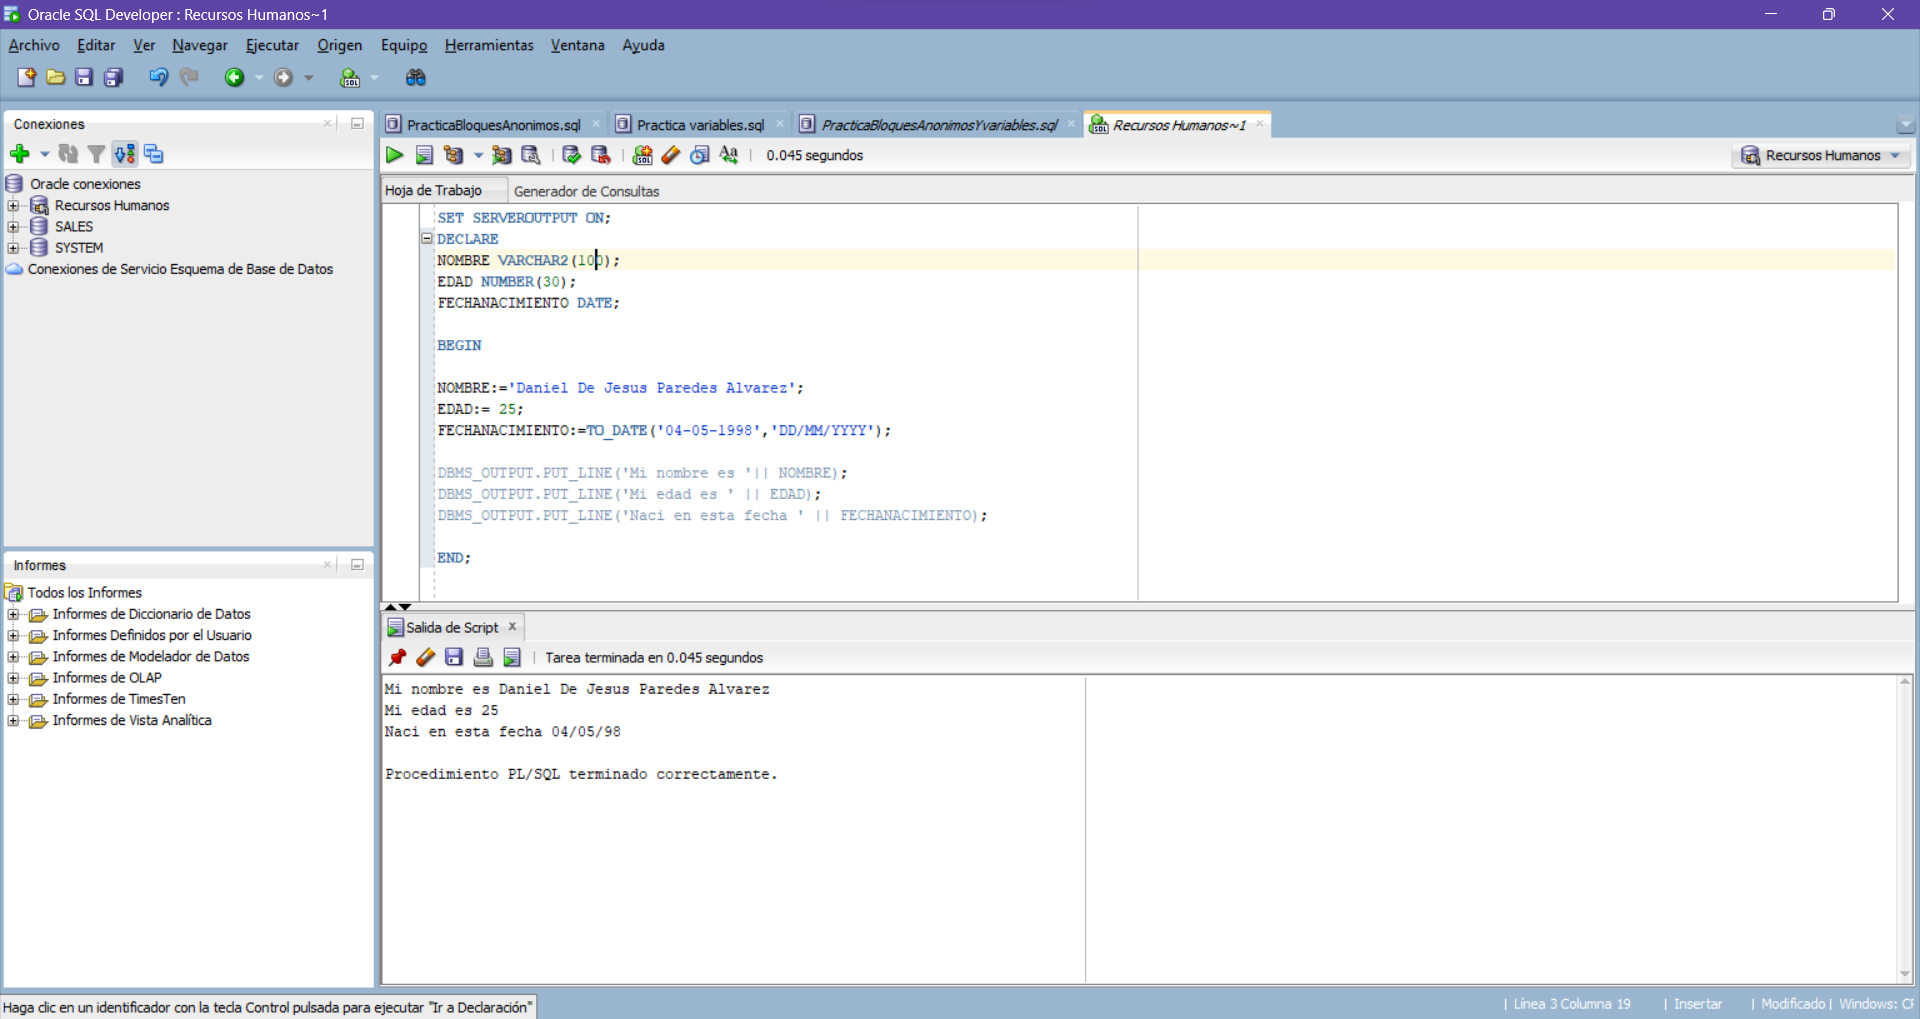 Oracle SQL Developer : Recursos Humanos~1
Archivo Editar Ver Navegar Ejecutar Origen Equipo Herramientas Ventana Ayuda
Conexiones
Oracle conexiones
Recursos Humanos
SALES
SYSTEM
Conexiones de Servicio Esquema de Base de Datos
Informes
Todos los Informes
Informes de Diccionario de Datos
Informes Definidos por el Usuario
Informes de Modelador de Datos
Informes de OLAP
Informes de TimesTen
Informes de Vista Analítica
PracticaBloquesAnonimos.sql Practica variables.sql PracticaBloquesAnonimosYvariables.sql Recursos Humanos~1
0.045 segundos
Recursos Humanos
Hoja de Trabajo Generador de Consultas
SET SERVEROUTPUT ON;
DECLARE
NOMBRE VARCHAR2(100);
EDAD NUMBER(30);
FECHANACIMIENTO DATE;
BEGIN
NOMBRE:='Daniel De Jesus Paredes Alvarez';
EDAD:= 25;
FECHANACIMIENTO:=TO_DATE('04-05-1998','DD/MM/YYYY');
DBMS_OUTPUT.PUT_LINE('Mi nombre es '|| NOMBRE);
DBMS_OUTPUT.PUT_LINE('Mi edad es ' || EDAD);
DBMS_OUTPUT.PUT_LINE('Naci en esta fecha ' || FECHANACIMIENTO);
END;
Salida de Script
Tarea terminada en 0.045 segundos
Mi nombre es Daniel De Jesus Paredes Alvarez
Mi edad es 25
Naci en esta fecha 04/05/98
Procedimiento PL/SQL terminado correctamente.
Haga clic en un identificador con la tecla Control pulsada para ejecutar "Ir a Declaración"
| Línea 3 Columna 19 | Insertar | Modificado | Windows: